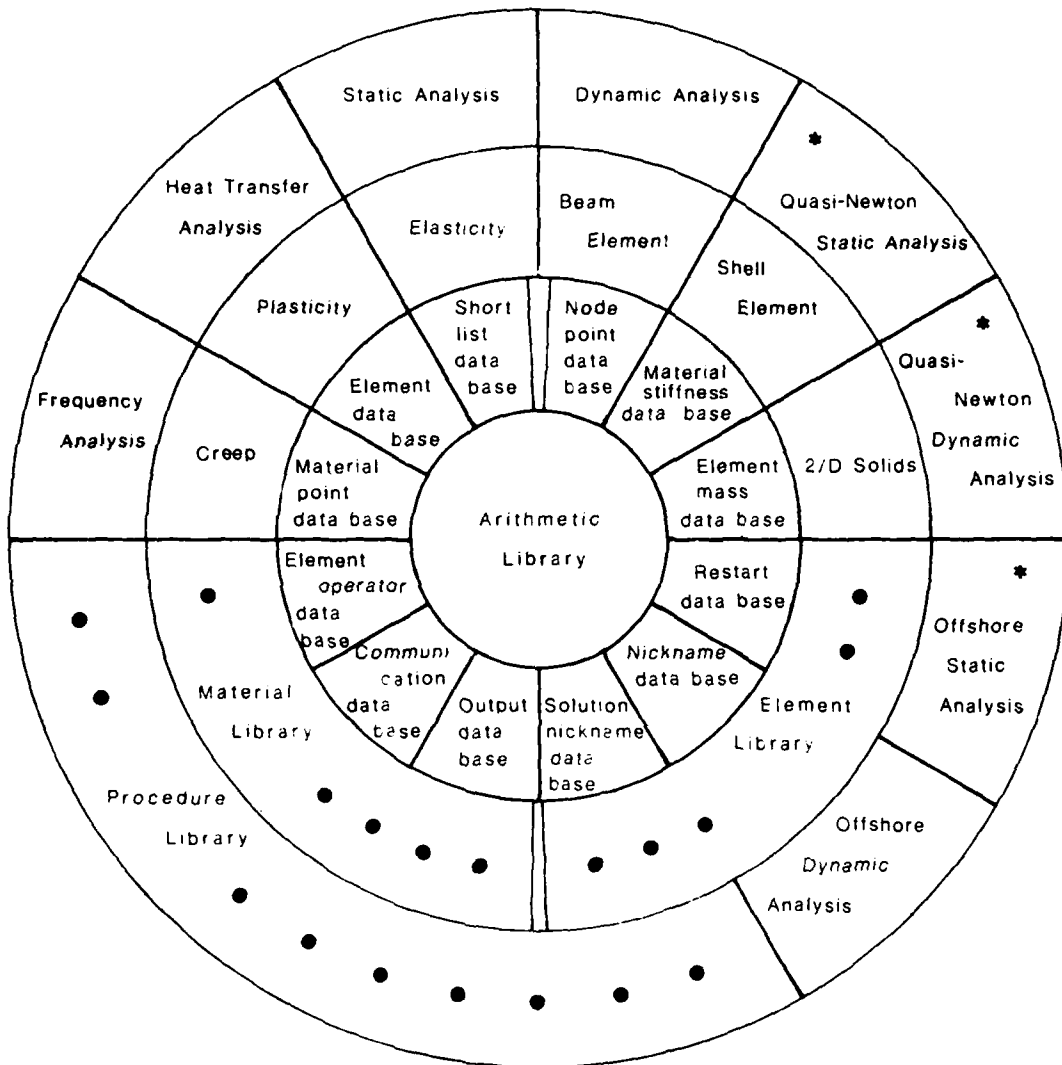 Static Analysis
Dynamic Analysis
*
Quasi-Newton
Static Analysis
*
Quasi-
Newton
Dynamic
Analysis
*
Offshore
Static
Analysis
Offshore
Dynamic
Analysis
Procedure
Library
Frequency
Analysis
Heat Transfer
Analysis
Elasticity
Beam
Element
Shell
Element
2/D Solids
Element
Library
Material
Library
Creep
Plasticity
Short
list
data
base
Node
point
data
base
Material
stiffness
data base
Element
mass
data base
Restart
data base
Nickname
data base
Solution
nickname
data
base
Output
data
base
Communi
cation
data
base
Element
operator
data
base
Material
point
data base
Element
data
base
Arithmetic
Library